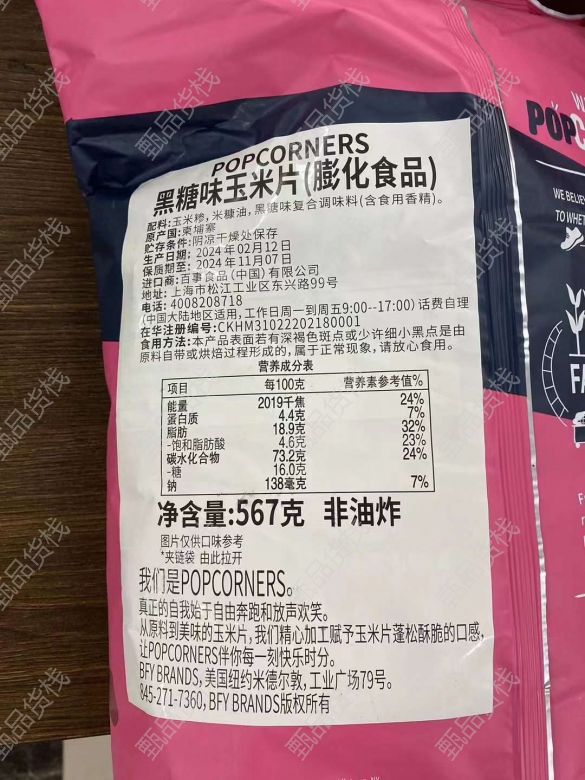 POPCORNERS
黑糖味玉米片(膨化食品)
配料:玉米糁,米糠油,黑糖味复合调味料(含食用香精)。
原产国:柬埔寨
贮存条件:阴凉干燥处保存
生产日期: 2024年02月12日
保质期至: 2024年11月07日
进口商:百事食品(中国)有限公司
地址: 上海市松江工业区东兴路99号
电话: 4008208718
(中国大陆地区适用,工作日周一到周五9:00--17:00) 话费自理
在华注册编号:CKHM31022202180001
食用方法:本产品表面若有深褐色斑点或少许细小黑点是由
原料自带或烘焙过程形成的,属于正常现象,请放心食用。
营养成分表
项目 每100克 营养素参考值%
能量 2019千焦 24%
蛋白质 4.4克 7%
脂肪 18.9克 32%
-饱和脂肪酸 4.6克 23%
碳水化合物 73.2克 24%
-糖 16.0克
钠 138毫克 7%
净含量:567克 非油炸
图片仅供口味参考
*夹链袋 由此拉开
我们是POPCORNERS。
真正的自我始于自由奔跑和放声欢笑。
从原料到美味的玉米片,我们精心加工赋予玉米片蓬松酥脆的口感,
让POPCORNERS伴你每一刻快乐时分。
BFY BRANDS,美国纽约米德尔敦,工业广场79号。
845-271-7360, BFY BRANDS版权所有
WE
POPC
WE BELIEV
TO WHET
FA
甄品货栈